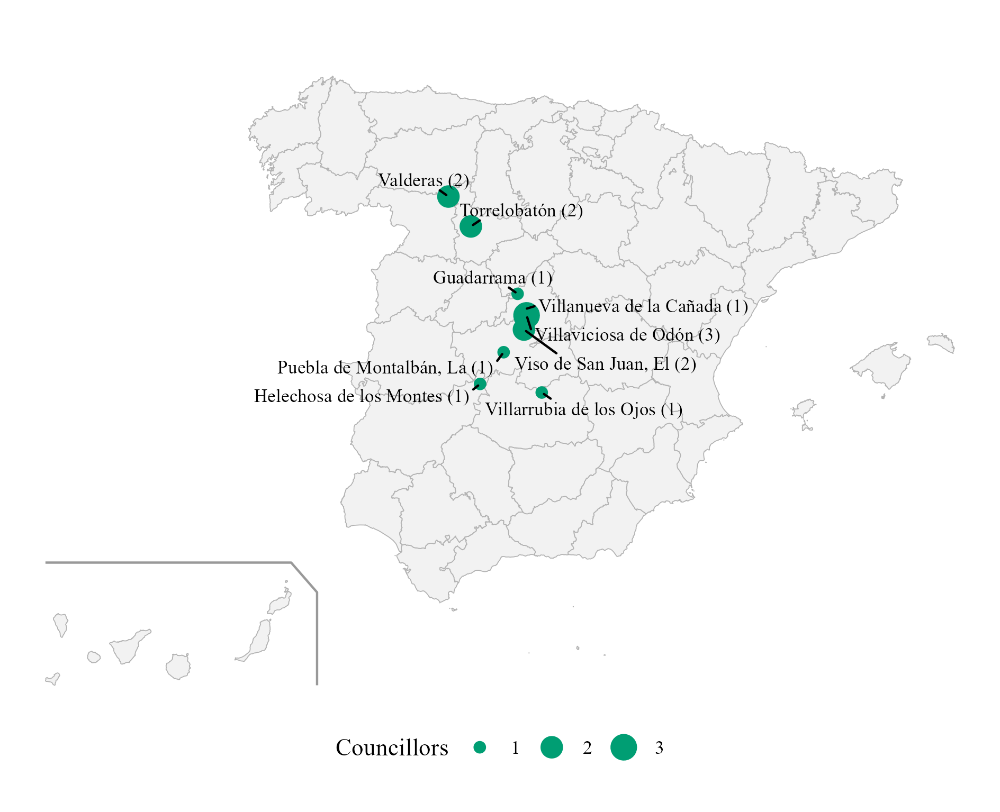 Valderas (2)
Torrelobatón (2)
Guadarrama (1)
Villanueva de la Cañada (1)
Villaviciosa de Odón (3)
Viso de San Juan, El (2)
Puebla de Montalbán, La (1)
Helechosa de los Montes (1)
Villarrubia de los Ojos (1)
Councillors 1 2 3